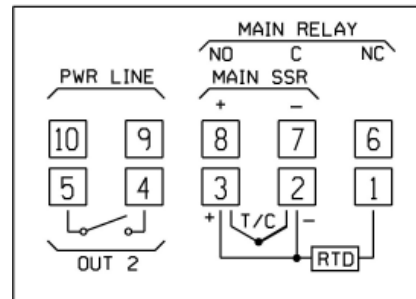 MAIN RELAY
NO C NC
PWR LINE MAIN SSR
+ −
10 9 8 7 6
5 4 3 2 1
+ T/C −
OUT 2 RTD